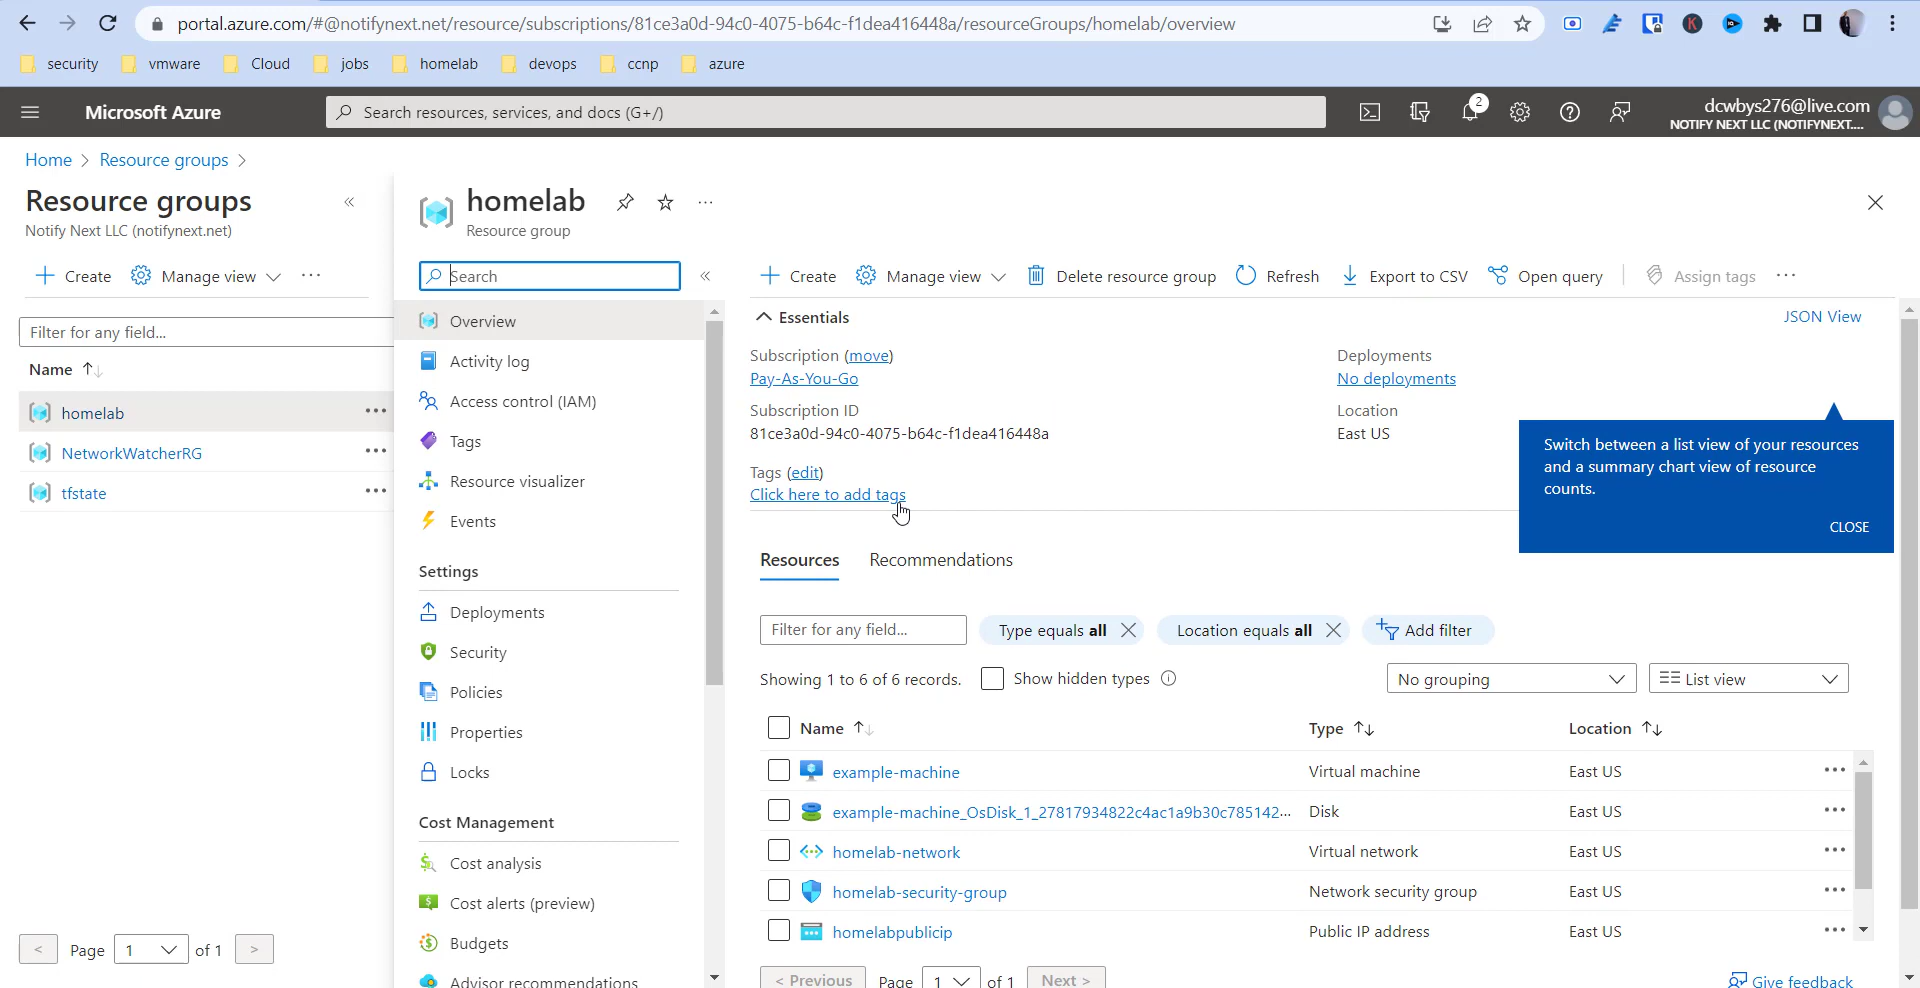 portal.azure.com/#@notifynext.net/resource/subscriptions/81ce3a0d-94c0-4075-b64c-f1dea416448a/resourceGroups/homelab/overview
security vmware Cloud jobs homelab devops ccnp azure
Microsoft Azure
Search resources, services, and docs (G+/)
2
dcwbys276@live.com
NOTIFY NEXT LLC (NOTIFYNEXT....
Home > Resource groups >
Resource groups
Notify Next LLC (notifynext.net)
Create Manage view ...
Filter for any field...
Name
homelab ...
NetworkWatcherRG ...
tfstate ...
< Page 1 of 1 >
homelab ...
Resource group
Search
Overview
Activity log
Access control (IAM)
Tags
Resource visualizer
Events
Settings
Deployments
Security
Policies
Properties
Locks
Cost Management
Cost analysis
Cost alerts (preview)
Budgets
Advisor recommendations
Create Manage view Delete resource group Refresh Export to CSV Open query Assign tags ...
Essentials
JSON View
Subscription (move)
Pay-As-You-Go
Subscription ID
81ce3a0d-94c0-4075-b64c-f1dea416448a
Tags (edit)
Click here to add tags
Deployments
No deployments
Location
East US
Switch between a list view of your resources
and a summary chart view of resource
counts.
CLOSE
Resources Recommendations
Filter for any field... Type equals all Location equals all Add filter
Showing 1 to 6 of 6 records. Show hidden types No grouping List view
Name Type Location
example-machine Virtual machine East US ...
example-machine_OsDisk_1_27817934822c4ac1a9b30c785142... Disk East US ...
homelab-network Virtual network East US ...
homelab-security-group Network security group East US ...
homelabpublicip Public IP address East US ...
< Previous Page 1 of 1 Next >
Give feedback